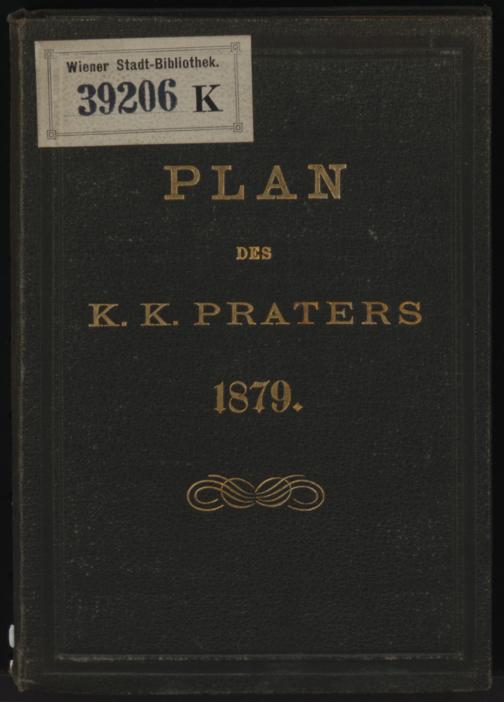 Wiener Stadt-Bibliothek.
39206 K
PLAN
DES
K. K. PRATERS
1879.